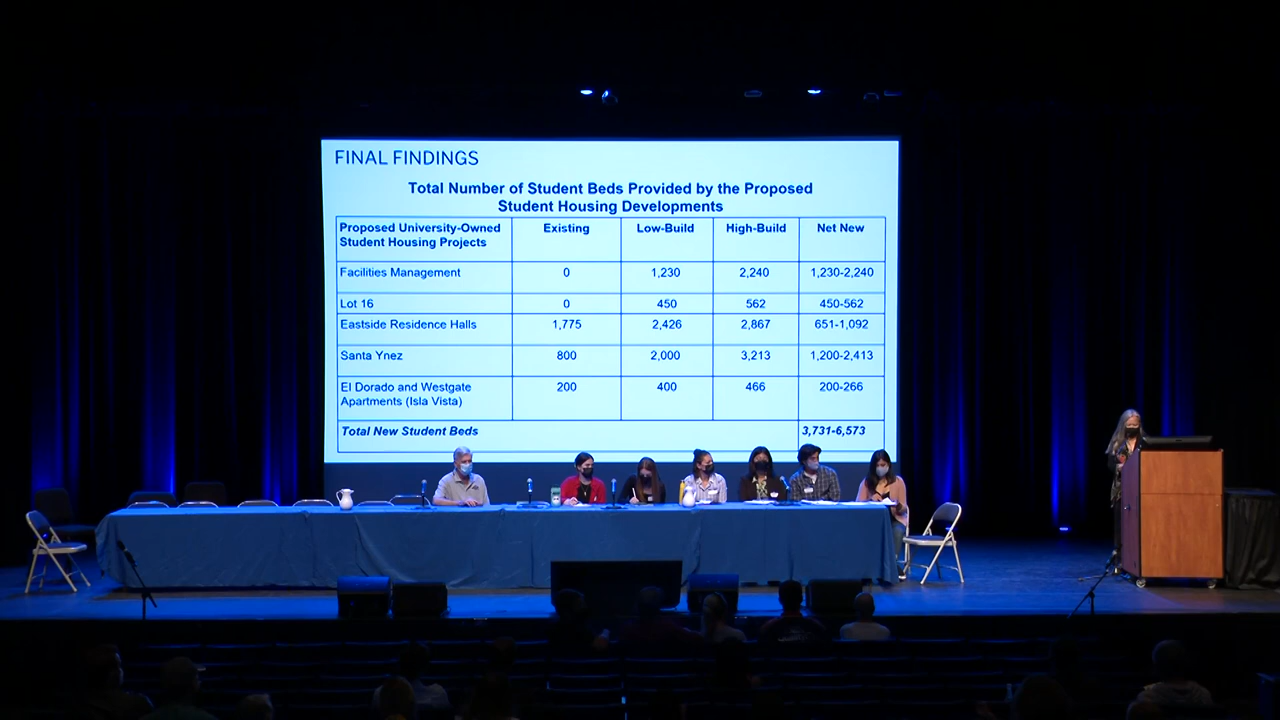 FINAL FINDINGS
Total Number of Student Beds Provided by the Proposed
Student Housing Developments
Proposed University-Owned Student Housing Projects Existing Low-Build High-Build Net New
Facilities Management 0 1,230 2,240 1,230-2,240
Lot 16 0 450 562 450-562
Eastside Residence Halls 1,775 2,426 2,867 651-1,092
Santa Ynez 800 2,000 3,213 1,200-2,413
El Dorado and Westgate Apartments (Isla Vista) 200 400 466 200-266
Total New Student Beds 3,731-6,573